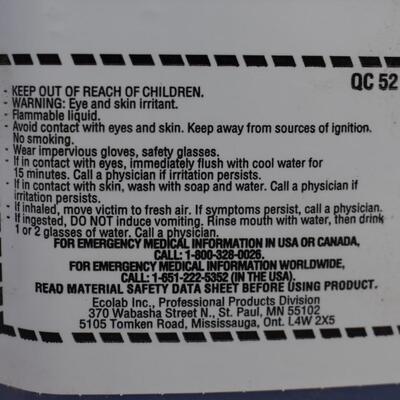 QC 52
- KEEP OUT OF REACH OF CHILDREN.
- WARNING: Eye and skin irritant.
- Flammable liquid.
- Avoid contact with eyes and skin. Keep away from sources of ignition.
No smoking.
- Wear impervious gloves, safety glasses.
- If in contact with eyes, immediately flush with cool water for
15 minutes. Call a physician if irritation persists.
- If in contact with skin, wash with soap and water. Call a physician if
irritation persists.
- If inhaled, move victim to fresh air. If symptoms persist, call a physician.
- If ingested, DO NOT induce vomiting. Rinse mouth with water, then drink
1 or 2 glasses of water. Call a physician.
FOR EMERGENCY MEDICAL INFORMATION IN USA OR CANADA,
CALL: 1-800-328-0026.
FOR EMERGENCY MEDICAL INFORMATION WORLDWIDE,
CALL: 1-651-222-5352 (IN THE USA).
READ MATERIAL SAFETY DATA SHEET BEFORE USING PRODUCT.
Ecolab Inc., Professional Products Division
370 Wabasha Street N., St. Paul, MN 55102
5105 Tomken Road, Mississauga, Ont. L4W 2X5